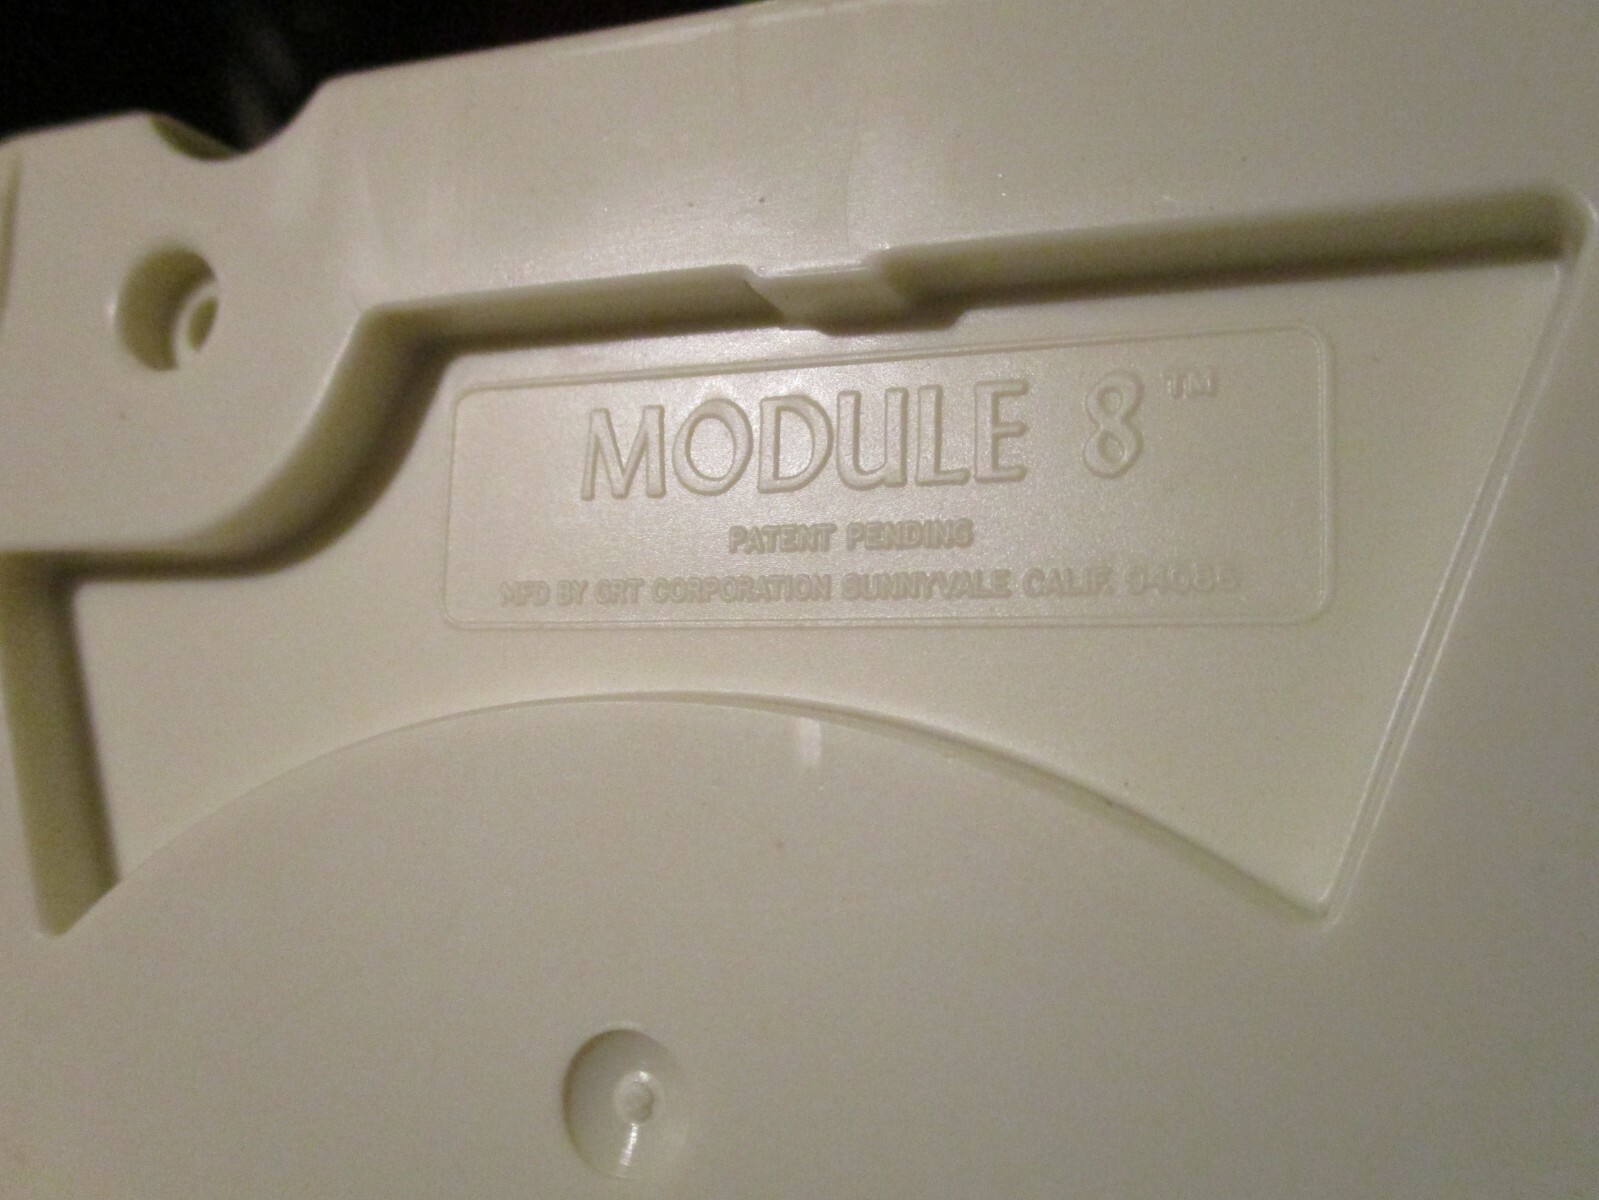 MODULE 8™
PATENT PENDING
MFD BY GRT CORPORATION SUNNYVALE CALIF. 94086